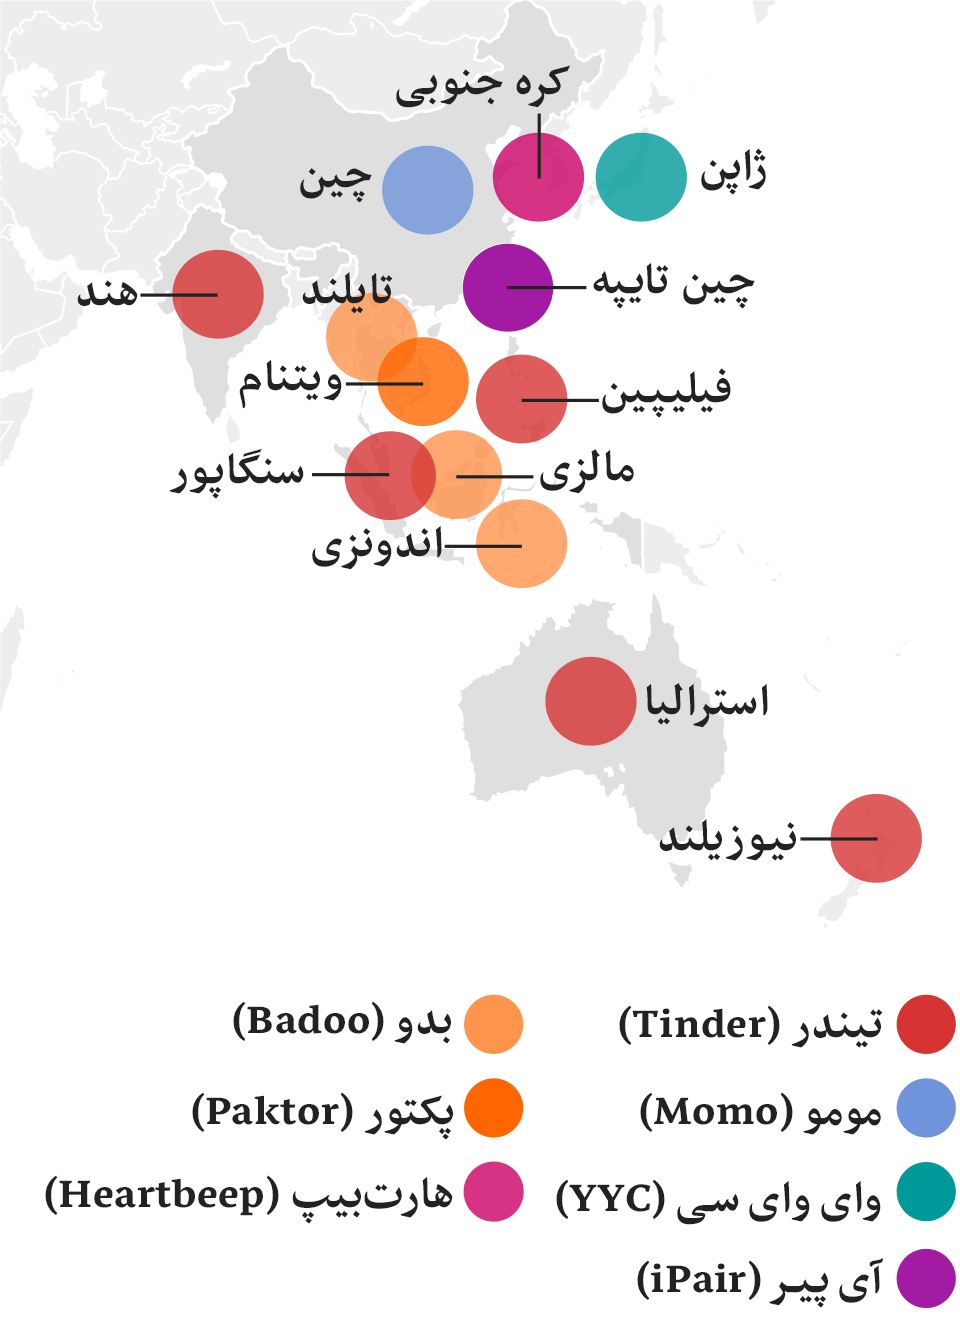 کره جنوبی
ژاپن
چین
چین تایپه
هند
تایلند
ویتنام
فیلیپین
مالزی
سنگاپور
اندونزی
استرالیا
نیوزیلند
تیندر (Tinder)
بدو (Badoo)
مومو (Momo)
پکتور (Paktor)
وای وای سی (YYC)
هارت‌بیپ (Heartbeep)
آی پیر (iPair)